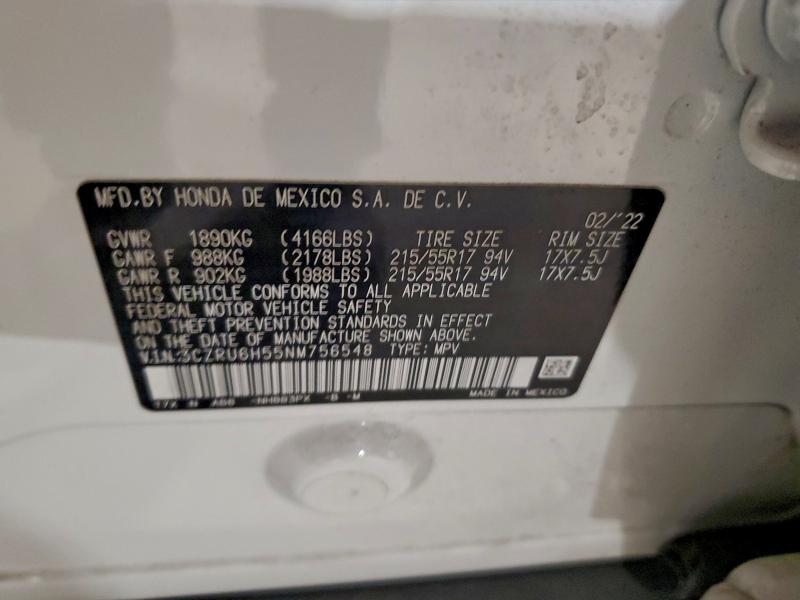 MFD. BY HONDA DE MEXICO S.A. DE C.V.
02/'22
GVWR 1890KG (4166LBS) TIRE SIZE RIM SIZE
GAWR F 988KG (2178LBS) 215/55R17 94V 17X7.5J
GAWR R 902KG (1988LBS) 215/55R17 94V 17X7.5J
THIS VEHICLE CONFORMS TO ALL APPLICABLE
FEDERAL MOTOR VEHICLE SAFETY
AND THEFT PREVENTION STANDARDS IN EFFECT
ON THE DATE OF MANUFACTURE SHOWN ABOVE.
V.I.N.:3CZRU6H55NM756548 TYPE: MPV
MADE IN MEXICO